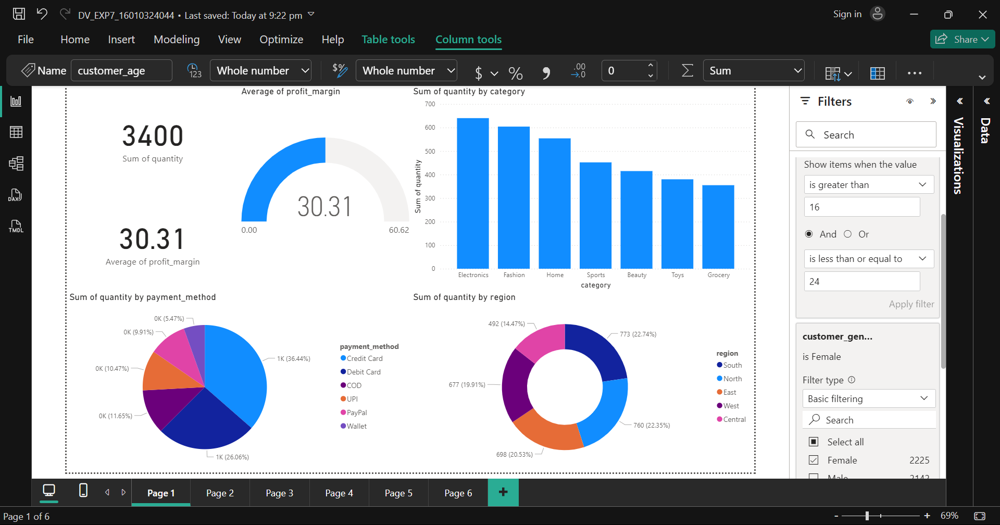 DV_EXP7_16010324044 • Last saved: Today at 9:22 pm
Sign in
File Home Insert Modeling View Optimize Help Table tools Column tools
Share
Name customer_age
123 Whole number
$% Whole number
$ % , .00 →.0 0
Σ Sum
DAX
TMDL
3400
Sum of quantity
30.31
Average of profit_margin
Average of profit_margin
30.31
0.00 60.62
Sum of quantity by category
Sum of quantity
700
600
500
400
300
200
100
0
Electronics Fashion Home Sports Beauty Toys Grocery
category
Sum of quantity by payment_method
0K (5.47%)
0K (9.91%)
0K (10.47%)
0K (11.65%)
1K (36.44%)
1K (26.06%)
payment_method
Credit Card
Debit Card
COD
UPI
PayPal
Wallet
Sum of quantity by region
492 (14.47%)
773 (22.74%)
677 (19.91%)
760 (22.35%)
698 (20.53%)
region
South
North
East
West
Central
Filters
Search
Show items when the value
is greater than
16
And Or
is less than or equal to
24
Apply filter
customer_gen...
is Female
Filter type
Basic filtering
Search
Select all
Female 2225
Male 2142
Visualizations
Data
Page 1 Page 2 Page 3 Page 4 Page 5 Page 6 +
Page 1 of 6
- + 69%